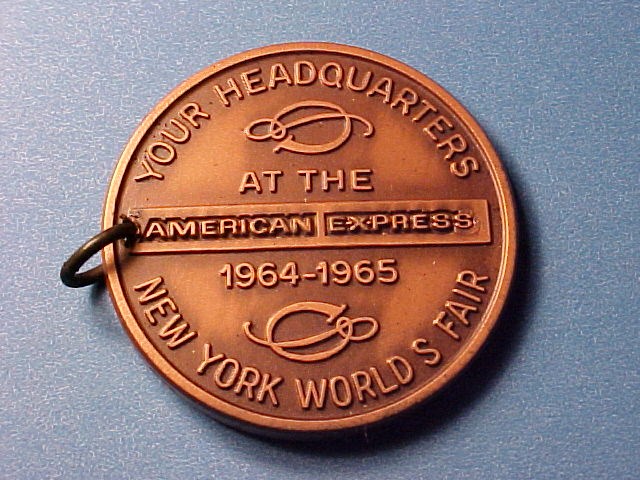 YOUR HEADQUARTERS
AT THE
AMERICAN EXPRESS
1964-1965
NEW YORK WORLD S FAIR